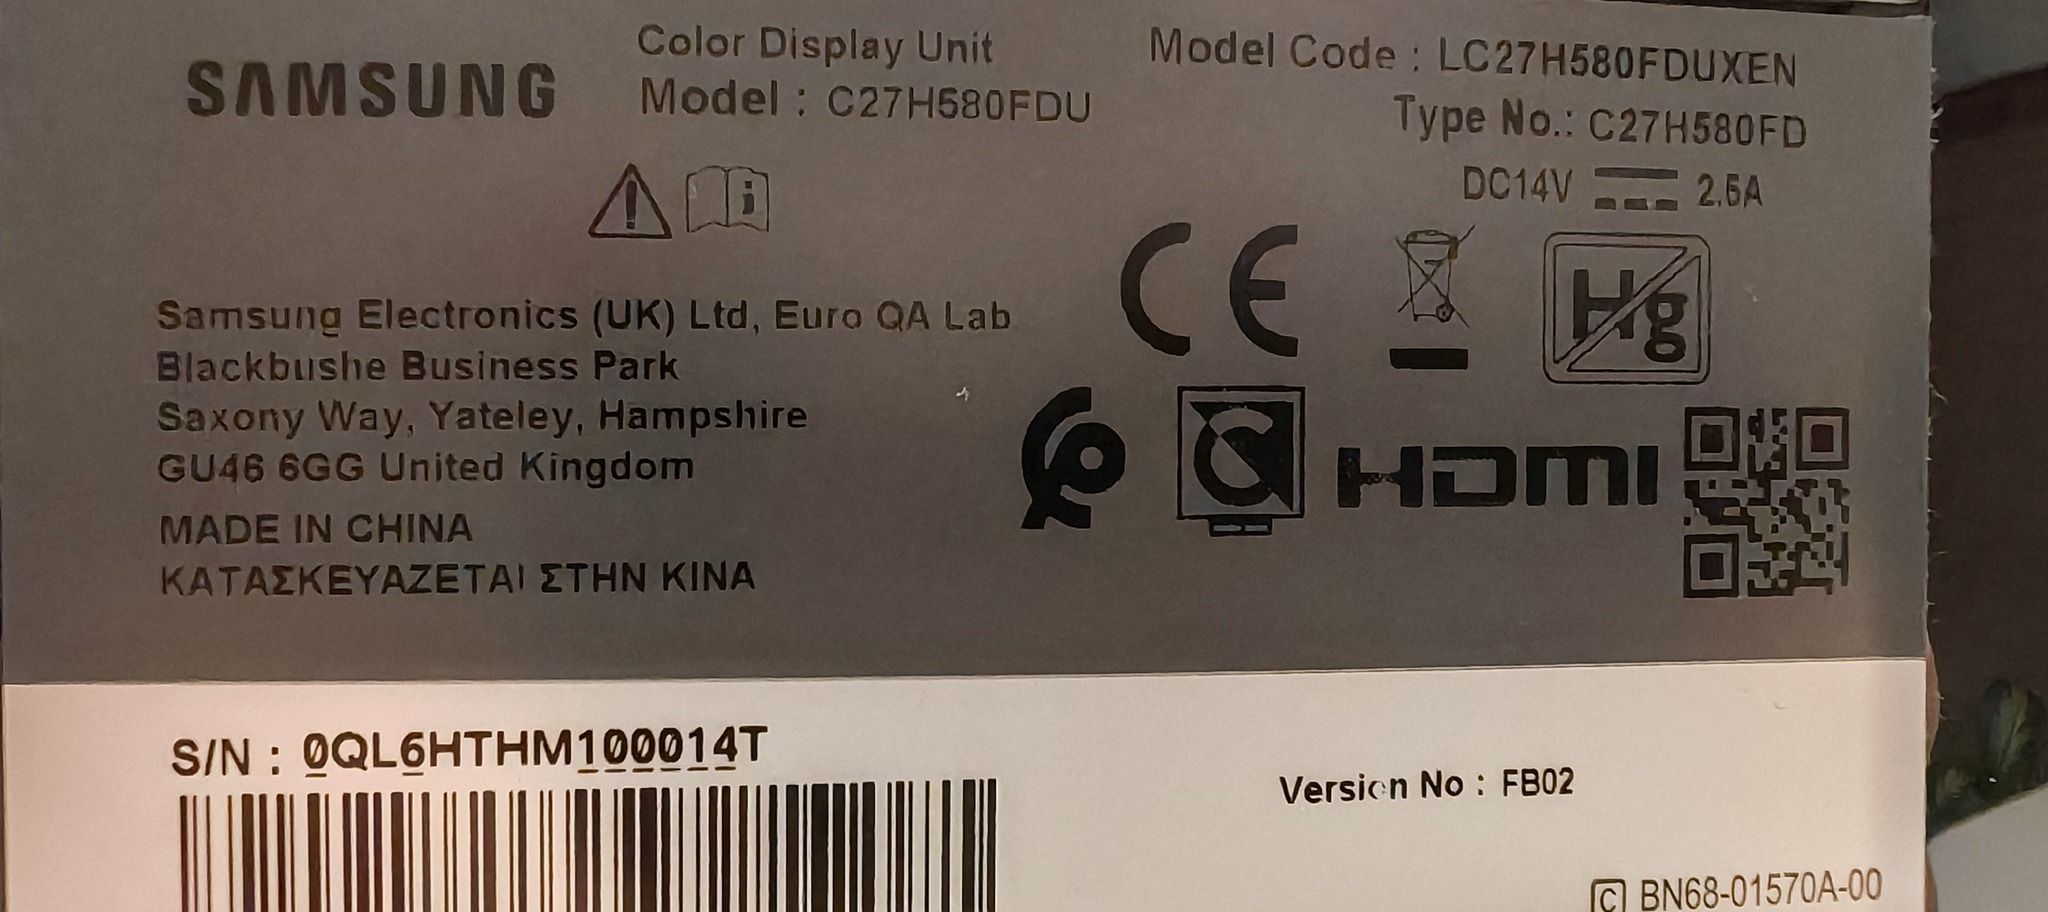 SAMSUNG
Color Display Unit
Model : C27H580FDU
Model Code : LC27H580FDUXEN
Type No.: C27H580FD
DC14V 2.5A
Samsung Electronics (UK) Ltd, Euro QA Lab
Blackbushe Business Park
Saxony Way, Yateley, Hampshire
GU46 6GG United Kingdom
MADE IN CHINA
ΚΑΤΑΣΚΕΥΑΖΕΤΑΙ ΣΤΗΝ ΚΙΝΑ
CE
Hg
HDMI
S/N : 0QL6HTHM100014T
Version No : FB02
C BN68-01570A-00